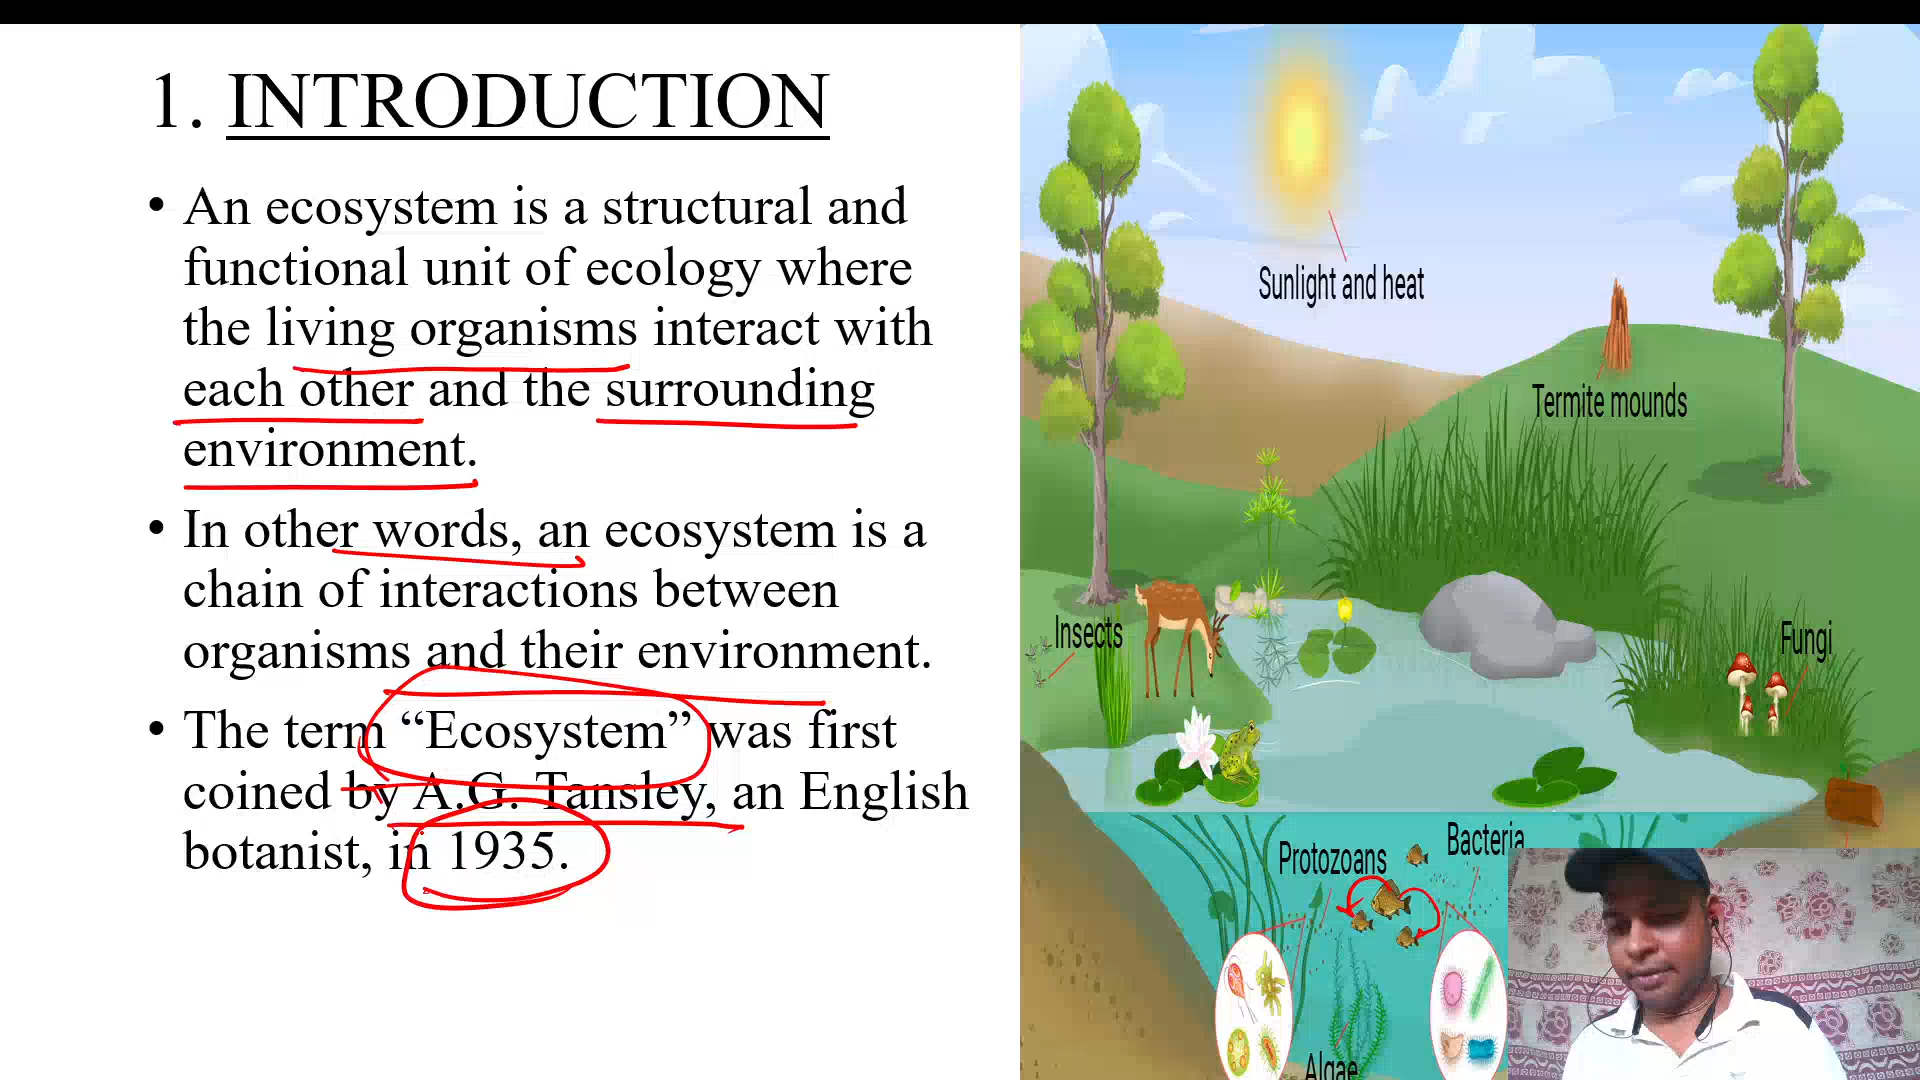 1. INTRODUCTION
• An ecosystem is a structural and
functional unit of ecology where
the living organisms interact with
each other and the surrounding
environment.
• In other words, an ecosystem is a
chain of interactions between
organisms and their environment.
• The term “Ecosystem” was first
coined by A.G. Tansley, an English
botanist, in 1935.
Sunlight and heat
Termite mounds
Insects
Fungi
Protozoans
Bacteria
Algae